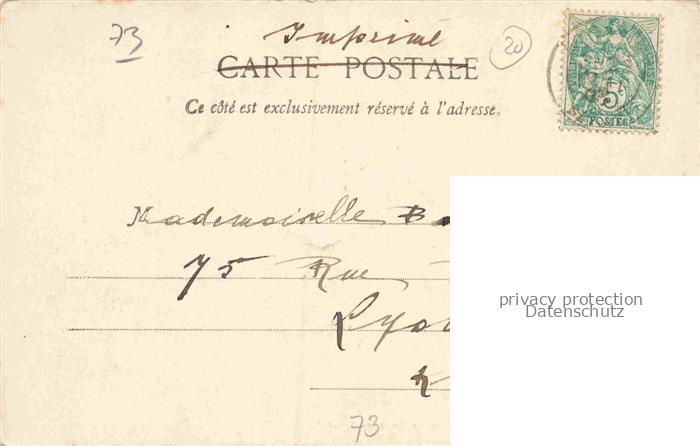 73
Imprimé
20
CARTE POSTALE
5
POSTES
Ce côté est exclusivement réservé à l'adresse.
Mademoiselle B
75 Rue
Lyo
privacy protection
Datenschutz
73